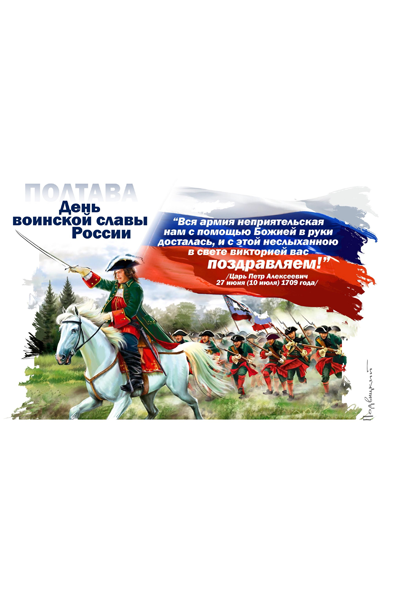 ПОЛТАВА
День
воинской славы
России
“Вся армия неприятельская
нам с помощью Божией в руки
досталась, и с этой неслыханною
в свете викторией вас
поздравляем!”
/Царь Петр Алексеевич
27 июня (10 июля) 1709 года/